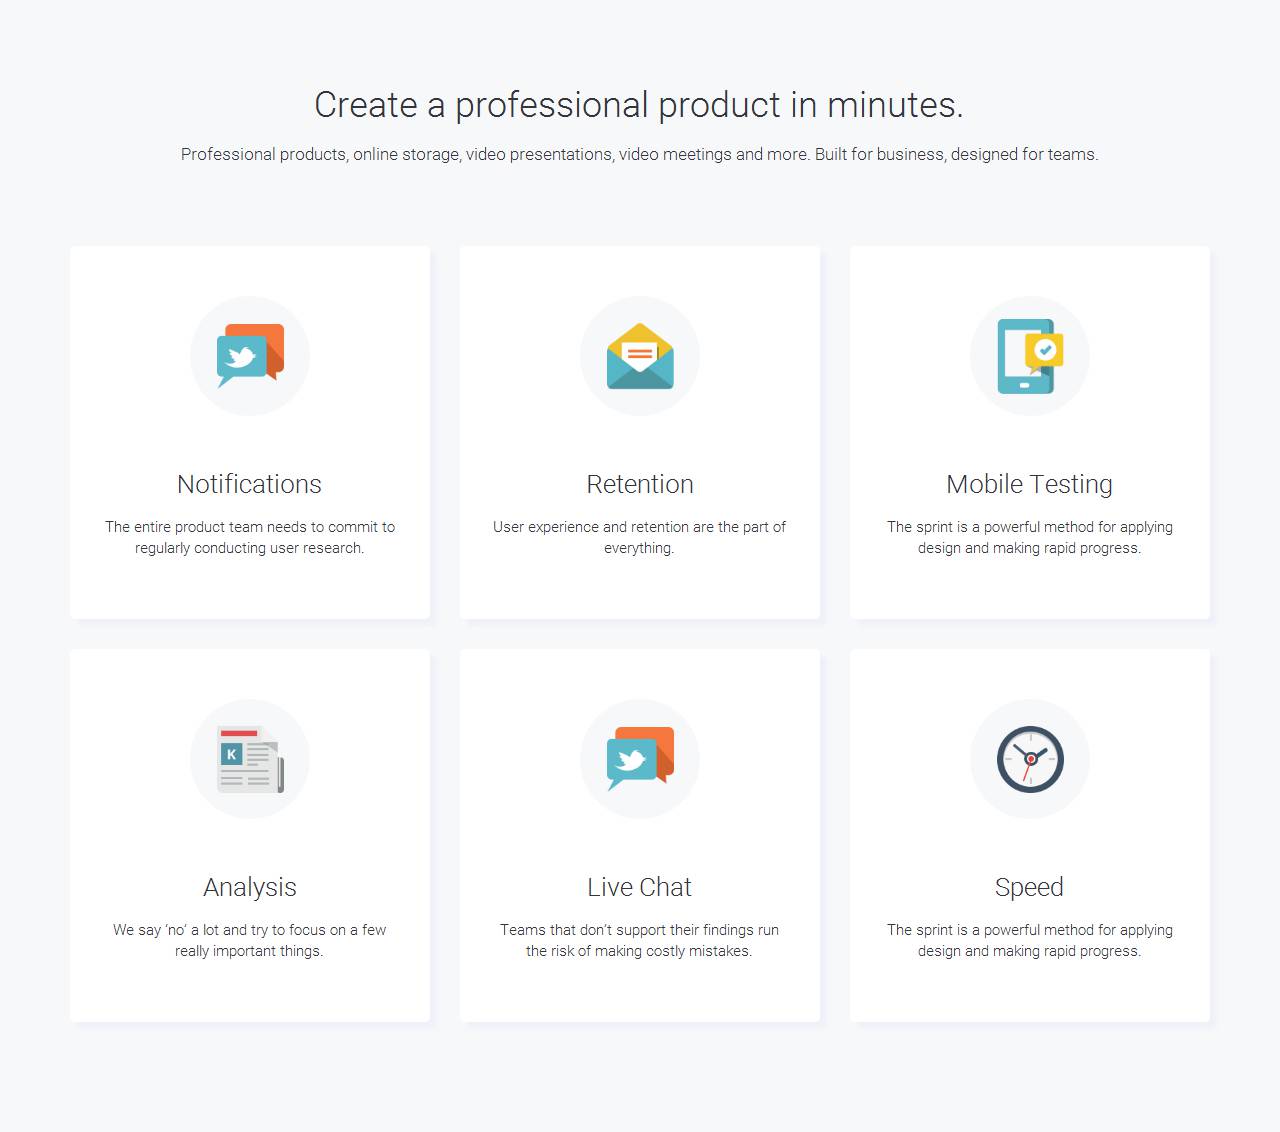 Create a professional product in minutes.
Professional products, online storage, video presentations, video meetings and more. Built for business, designed for teams.
Notifications
The entire product team needs to commit to
regularly conducting user research.
Retention
User experience and retention are the part of
everything.
Mobile Testing
The sprint is a powerful method for applying
design and making rapid progress.
K
Analysis
We say ‘no’ a lot and try to focus on a few
really important things.
Live Chat
Teams that don’t support their findings run
the risk of making costly mistakes.
Speed
The sprint is a powerful method for applying
design and making rapid progress.